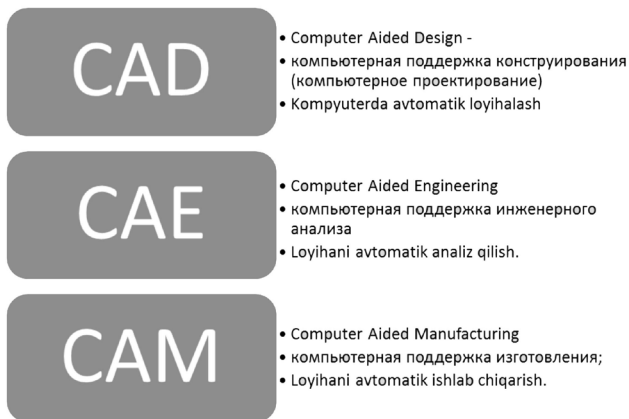 CAD
• Computer Aided Design -
• компьютерная поддержка конструирования
(компьютерное проектирование)
• Kompyuterda avtomatik loyihalash
CAE
• Computer Aided Engineering
• компьютерная поддержка инженерного
анализа
• Loyihani avtomatik analiz qilish.
CAM
• Computer Aided Manufacturing
• компьютерная поддержка изготовления;
• Loyihani avtomatik ishlab chiqarish.